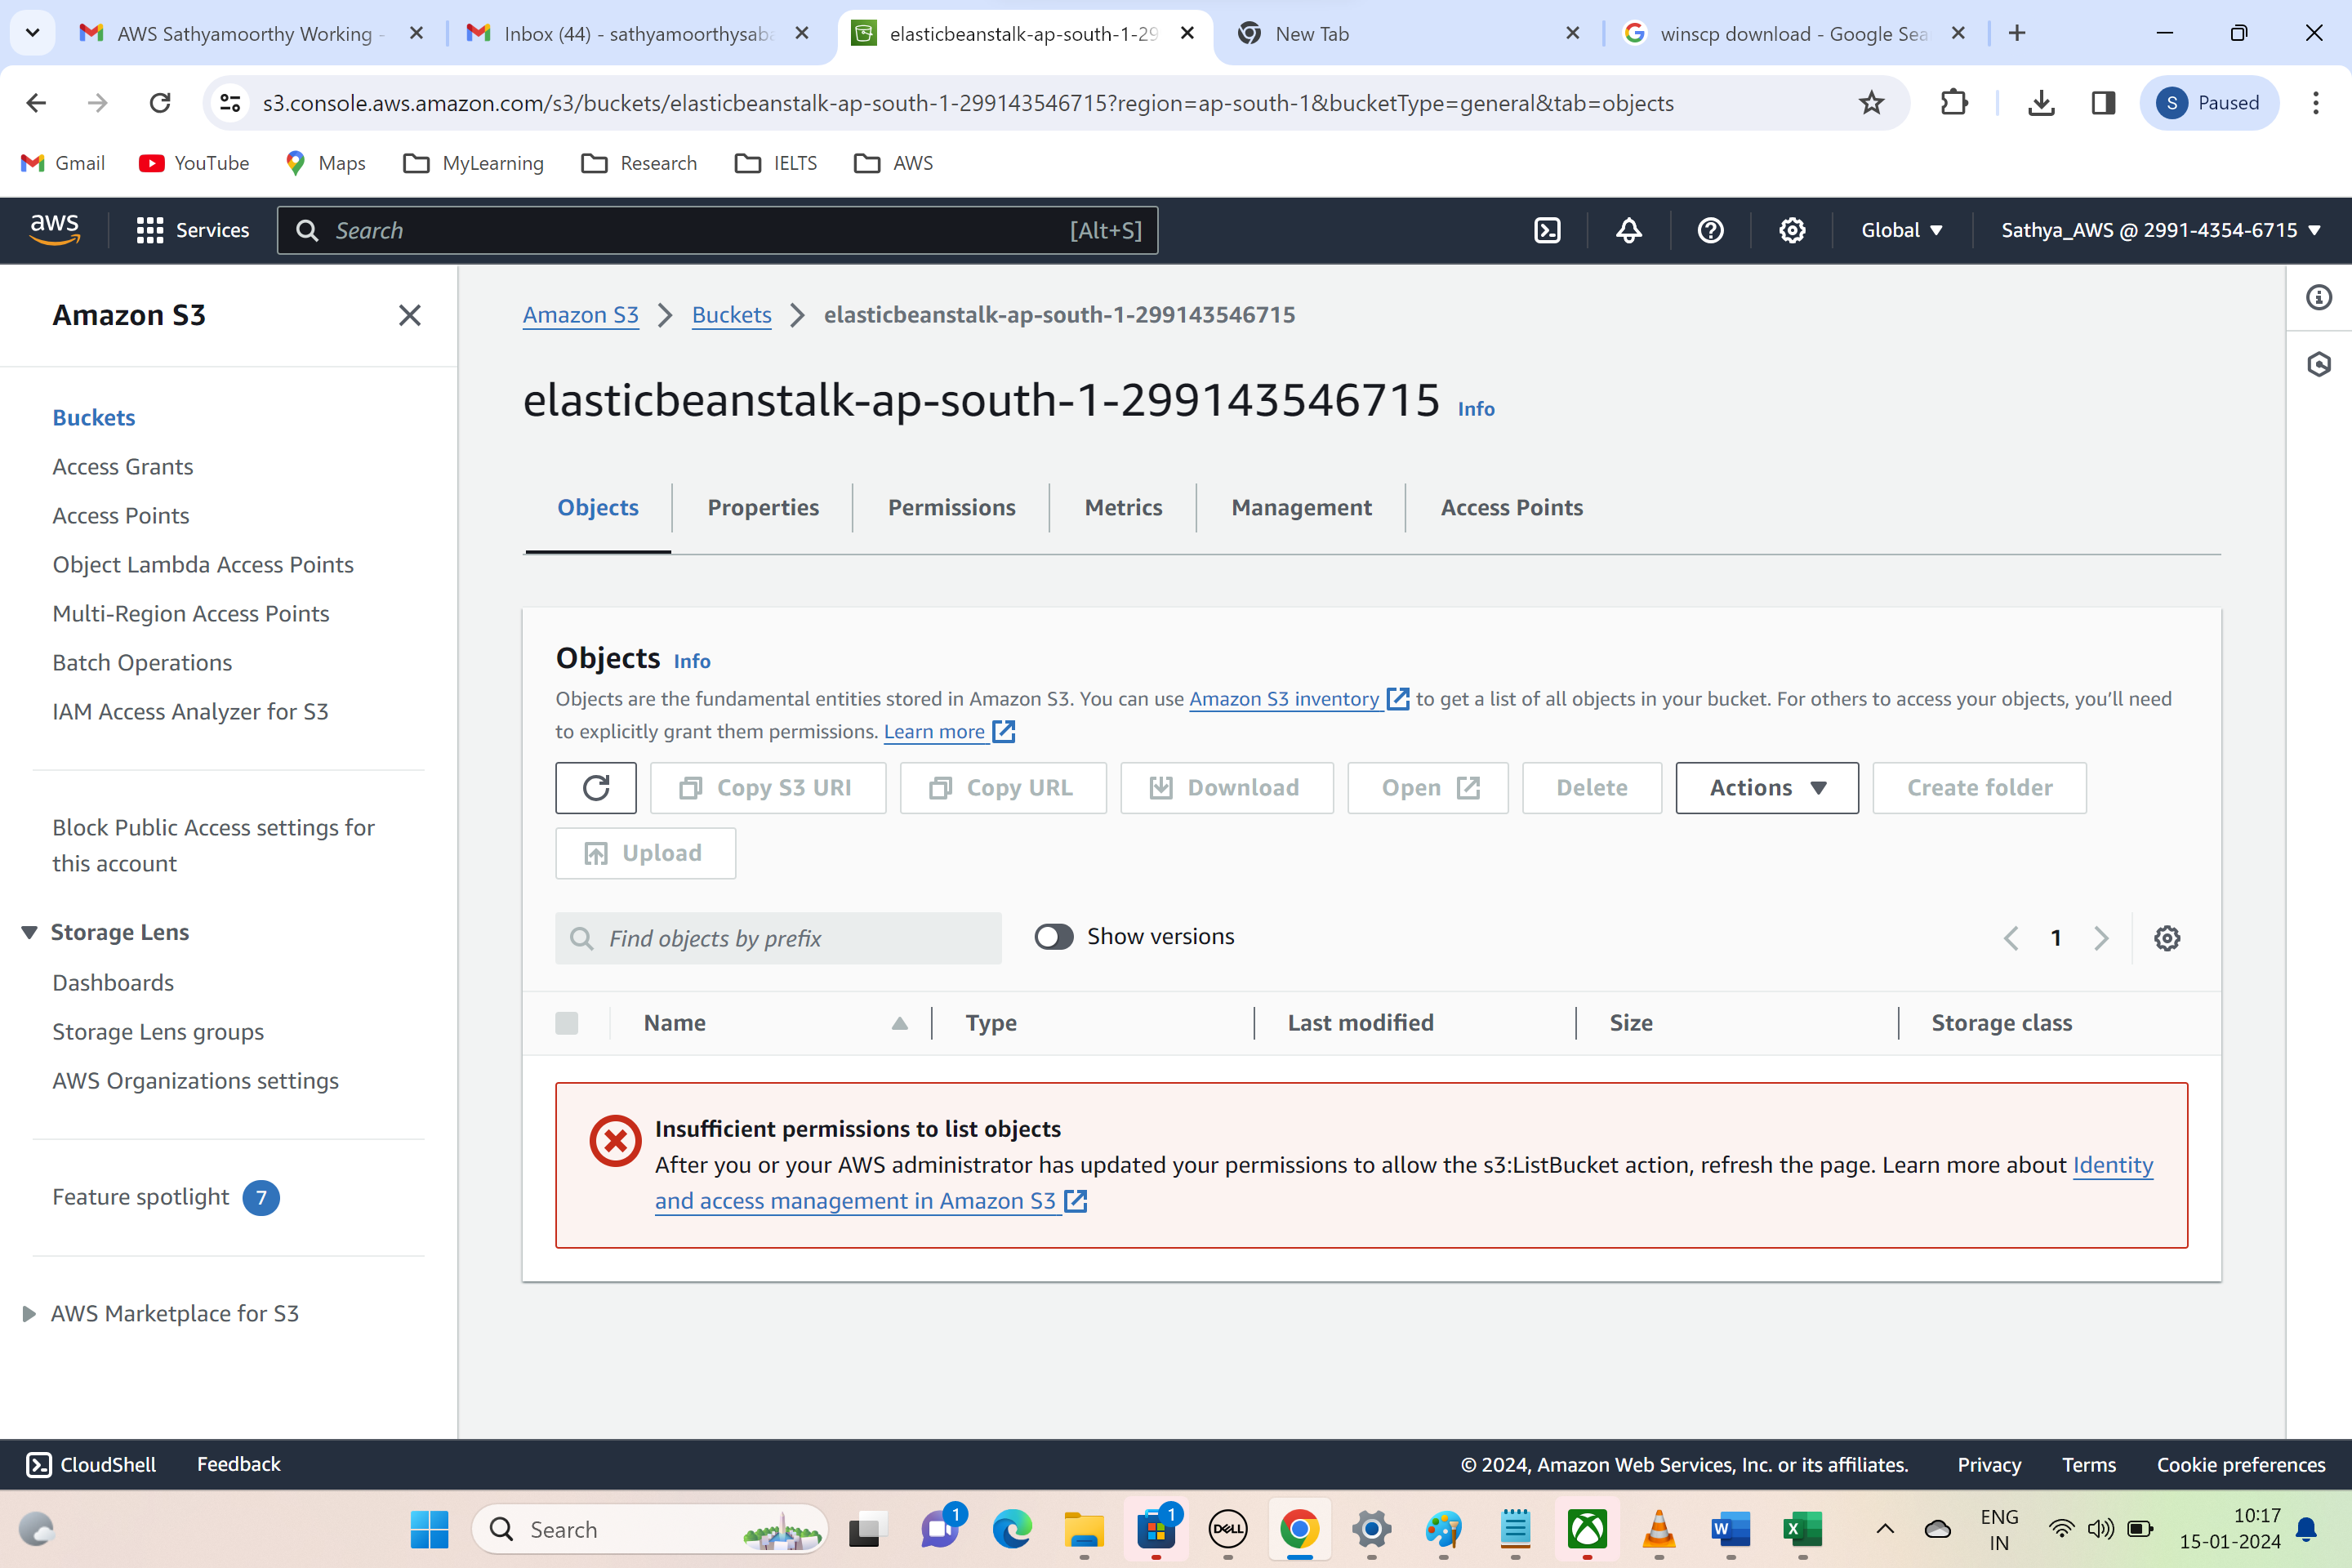 AWS Sathyamoorthy Working -
Inbox (44) - sathyamoorthysaba
elasticbeanstalk-ap-south-1-29
New Tab
winscp download - Google Sea
s3.console.aws.amazon.com/s3/buckets/elasticbeanstalk-ap-south-1-299143546715?region=ap-south-1&bucketType=general&tab=objects
S Paused
Gmail YouTube Maps MyLearning Research IELTS AWS
aws Services Search [Alt+S] Global Sathya_AWS @ 2991-4354-6715
Amazon S3
Buckets
Access Grants
Access Points
Object Lambda Access Points
Multi-Region Access Points
Batch Operations
IAM Access Analyzer for S3
Block Public Access settings for
this account
Storage Lens
Dashboards
Storage Lens groups
AWS Organizations settings
Feature spotlight 7
AWS Marketplace for S3
Amazon S3 > Buckets > elasticbeanstalk-ap-south-1-299143546715
elasticbeanstalk-ap-south-1-299143546715 Info
Objects Properties Permissions Metrics Management Access Points
Objects Info
Objects are the fundamental entities stored in Amazon S3. You can use Amazon S3 inventory to get a list of all objects in your bucket. For others to access your objects, you'll need
to explicitly grant them permissions. Learn more
Copy S3 URI Copy URL Download Open Delete Actions Create folder
Upload
Find objects by prefix Show versions 1
Name Type Last modified Size Storage class
Insufficient permissions to list objects
After you or your AWS administrator has updated your permissions to allow the s3:ListBucket action, refresh the page. Learn more about Identity
and access management in Amazon S3
CloudShell Feedback © 2024, Amazon Web Services, Inc. or its affiliates. Privacy Terms Cookie preferences
Search 1 1 DELL W X
ENG
IN
10:17
15-01-2024